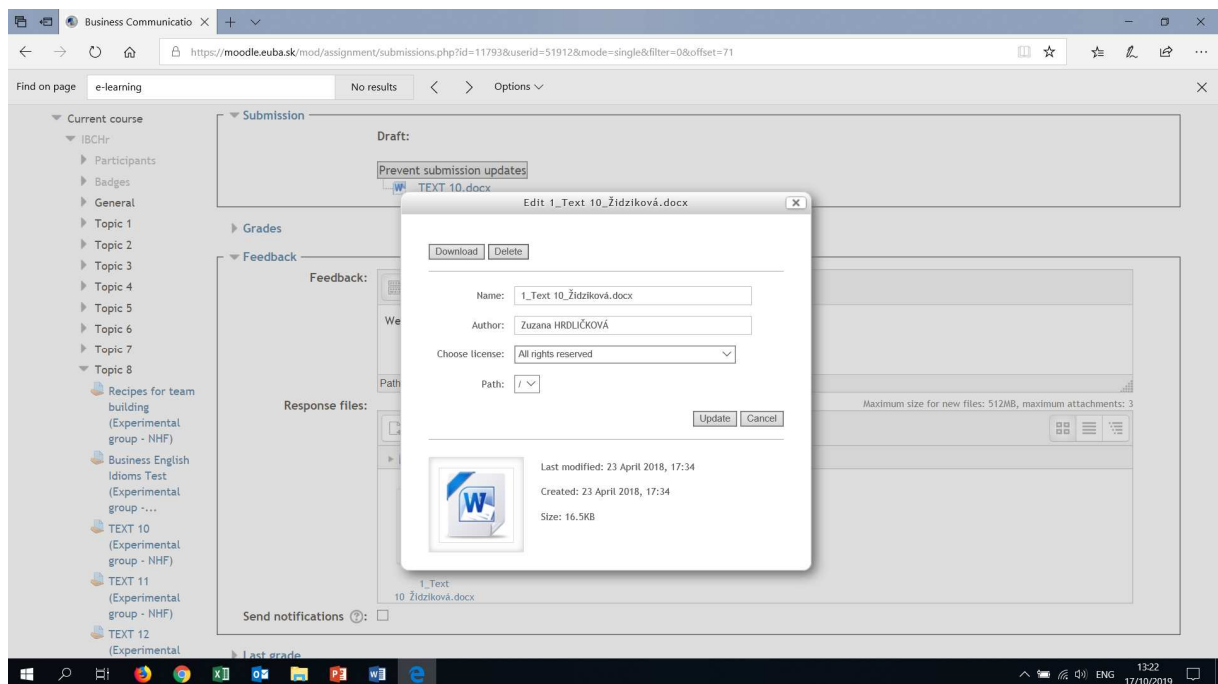 Business Communicatio
https://moodle.euba.sk/mod/assignment/submissions.php?id=11793&userid=51912&mode=single&filter=0&offset=71
Find on page e-learning No results Options
Current course
IBCHr
Participants
Badges
General
Topic 1
Topic 2
Topic 3
Topic 4
Topic 5
Topic 6
Topic 7
Topic 8
Recipes for team
building
(Experimental
group - NHF)
Business English
Idioms Test
(Experimental
group -...
TEXT 10
(Experimental
group - NHF)
TEXT 11
(Experimental
group - NHF)
TEXT 12
(Experimental
Submission
Draft:
Prevent submission updates
TEXT 10.docx
Grades
Feedback
Feedback:
We
Path
Response files:
Maximum size for new files: 512MB, maximum attachments: 3
1_Text
10_Židziková.docx
Send notifications
Last grade
Edit 1_Text 10_Židziková.docx
Download Delete
Name: 1_Text 10_Židziková.docx
Author: Zuzana HRDLIČKOVÁ
Choose license: All rights reserved
Path: /
Update Cancel
Last modified: 23 April 2018, 17:34
Created: 23 April 2018, 17:34
Size: 16.5KB
ENG
13:22
17/10/2019